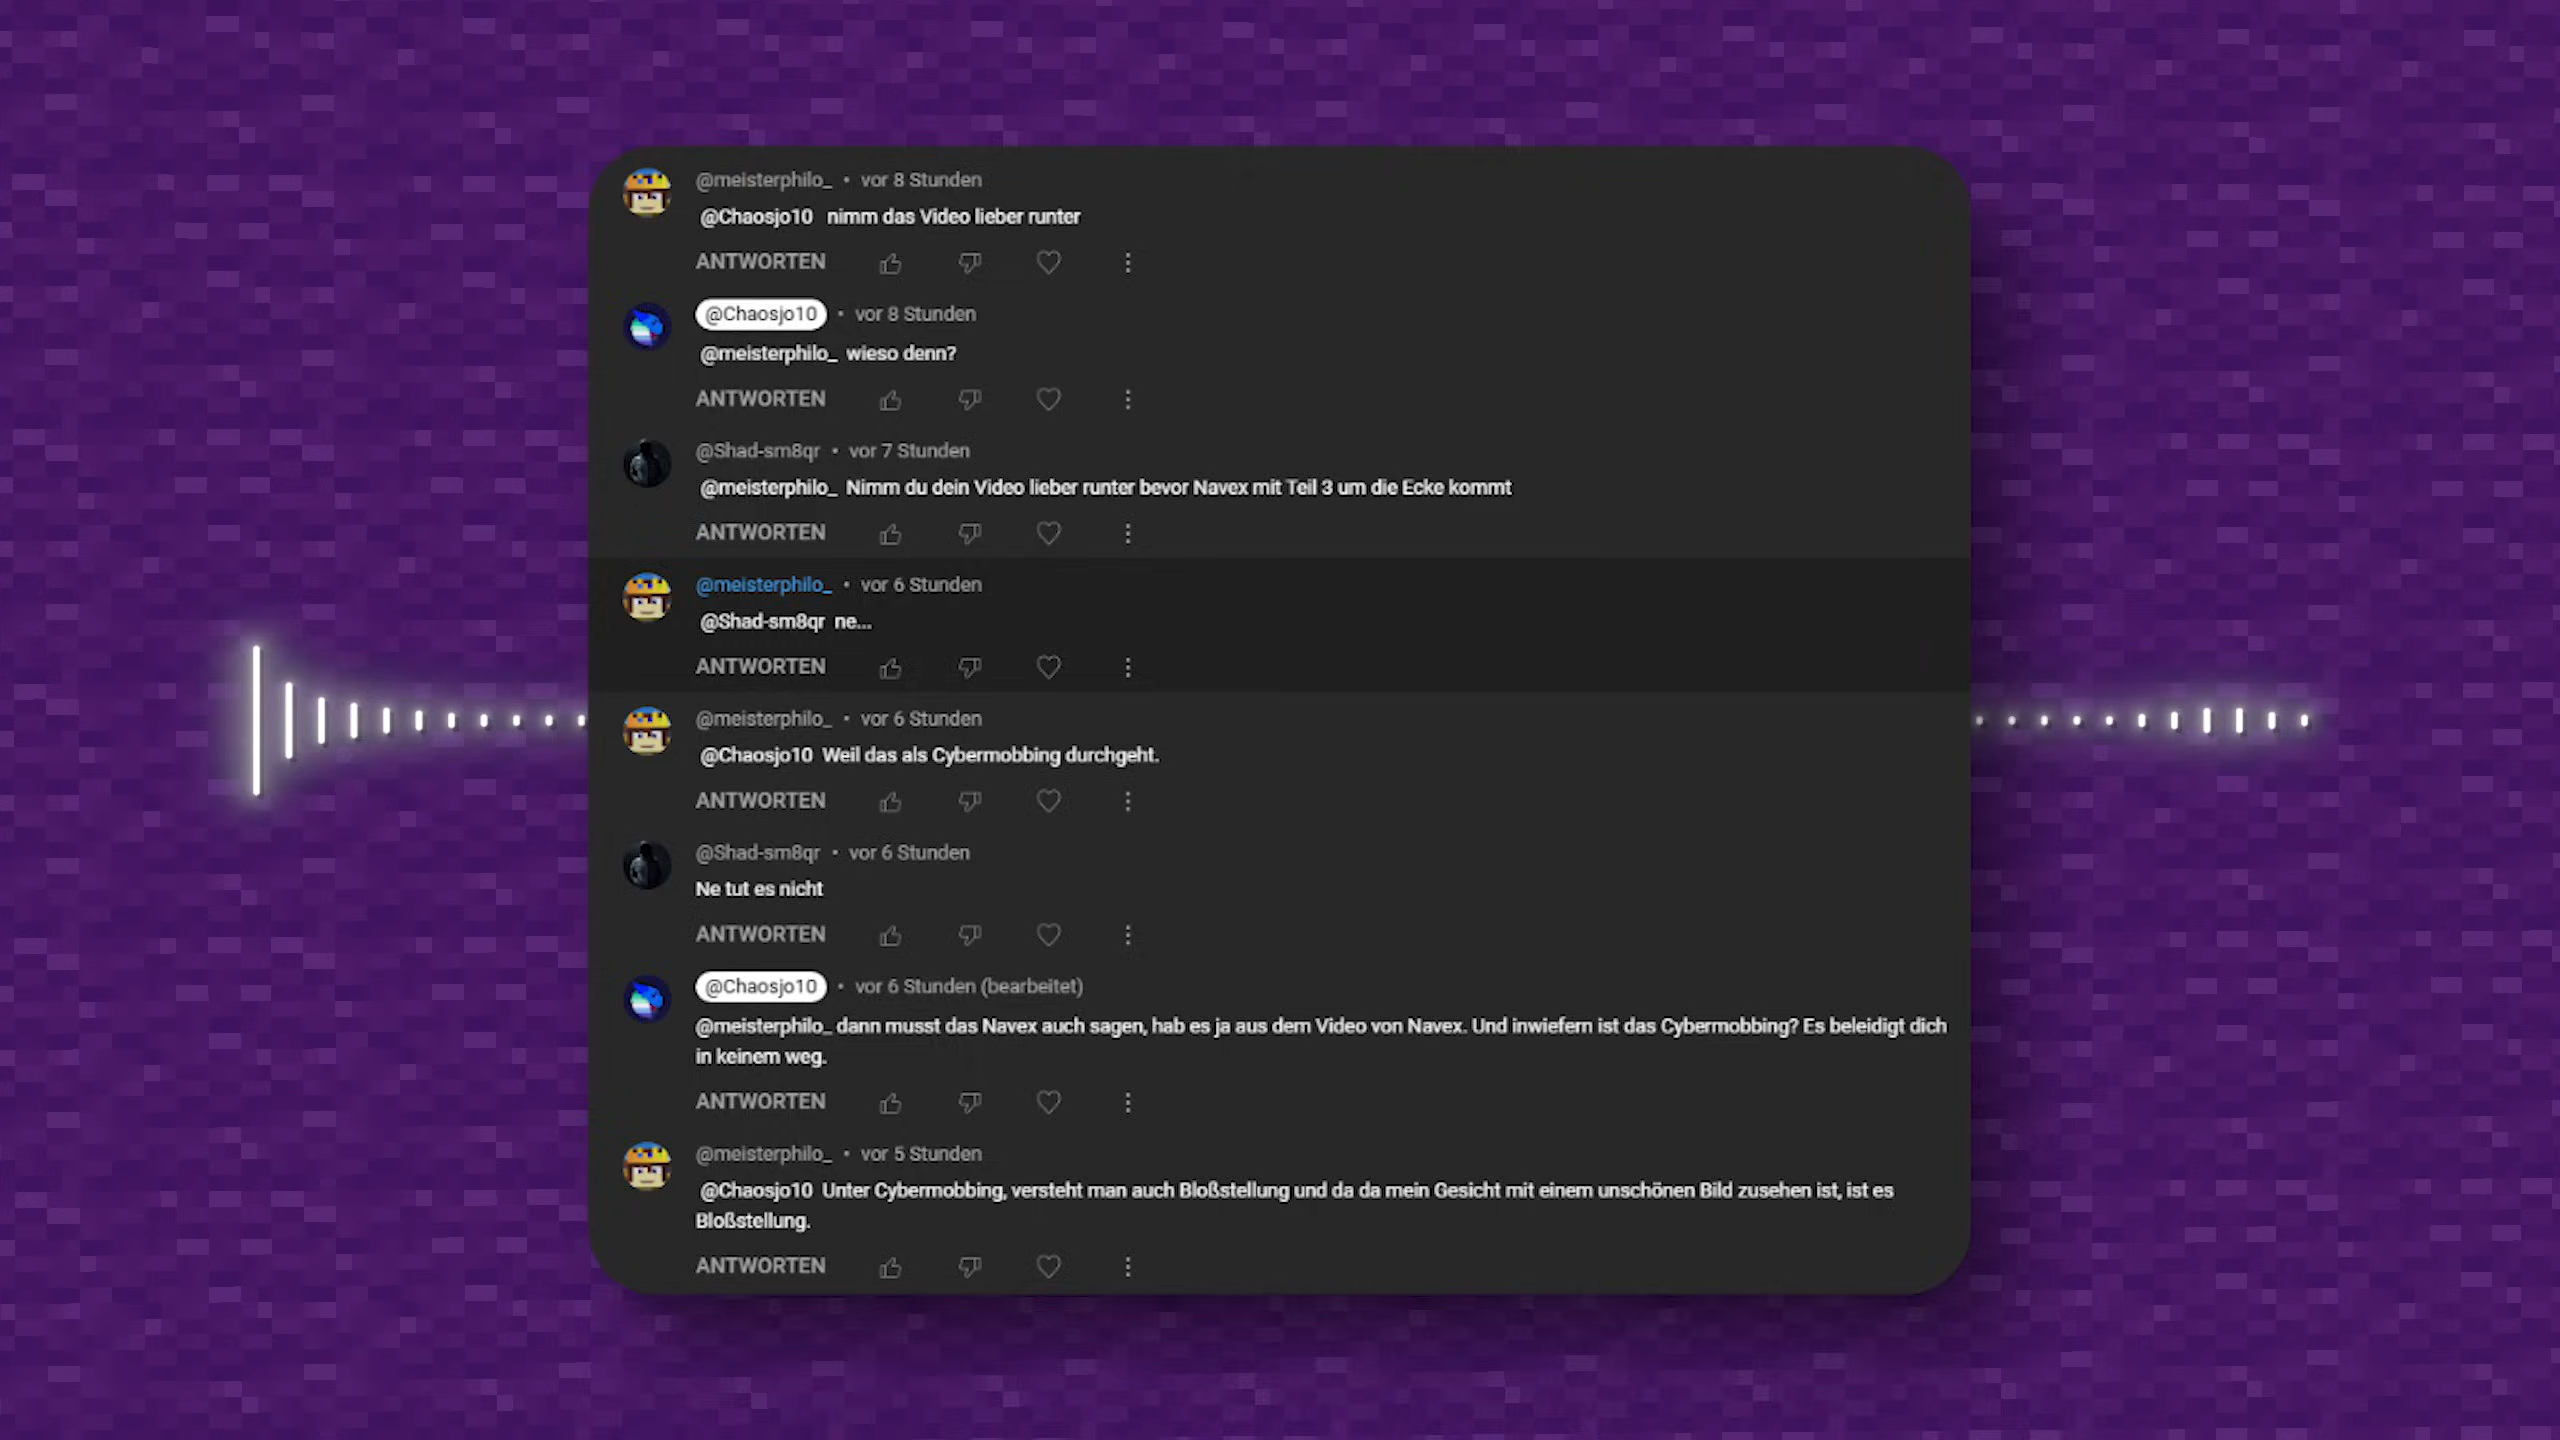 @meisterphilo_ • vor 8 Stunden
@Chaosjo10 nimm das Video lieber runter
ANTWORTEN
@Chaosjo10 • vor 8 Stunden
@meisterphilo_ wieso denn?
ANTWORTEN
@Shad-sm8qr • vor 7 Stunden
@meisterphilo_ Nimm du dein Video lieber runter bevor Navex mit Teil 3 um die Ecke kommt
ANTWORTEN
@meisterphilo_ • vor 6 Stunden
@Shad-sm8qr ne...
ANTWORTEN
@meisterphilo_ • vor 6 Stunden
@Chaosjo10 Weil das als Cybermobbing durchgeht.
ANTWORTEN
@Shad-sm8qr • vor 6 Stunden
Ne tut es nicht
ANTWORTEN
@Chaosjo10 • vor 6 Stunden (bearbeitet)
@meisterphilo_ dann musst das Navex auch sagen, hab es ja aus dem Video von Navex. Und inwiefern ist das Cybermobbing? Es beleidigt dich
in keinem weg.
ANTWORTEN
@meisterphilo_ • vor 5 Stunden
@Chaosjo10 Unter Cybermobbing, versteht man auch Bloßstellung und da da mein Gesicht mit einem unschönen Bild zusehen ist, ist es
Bloßstellung.
ANTWORTEN